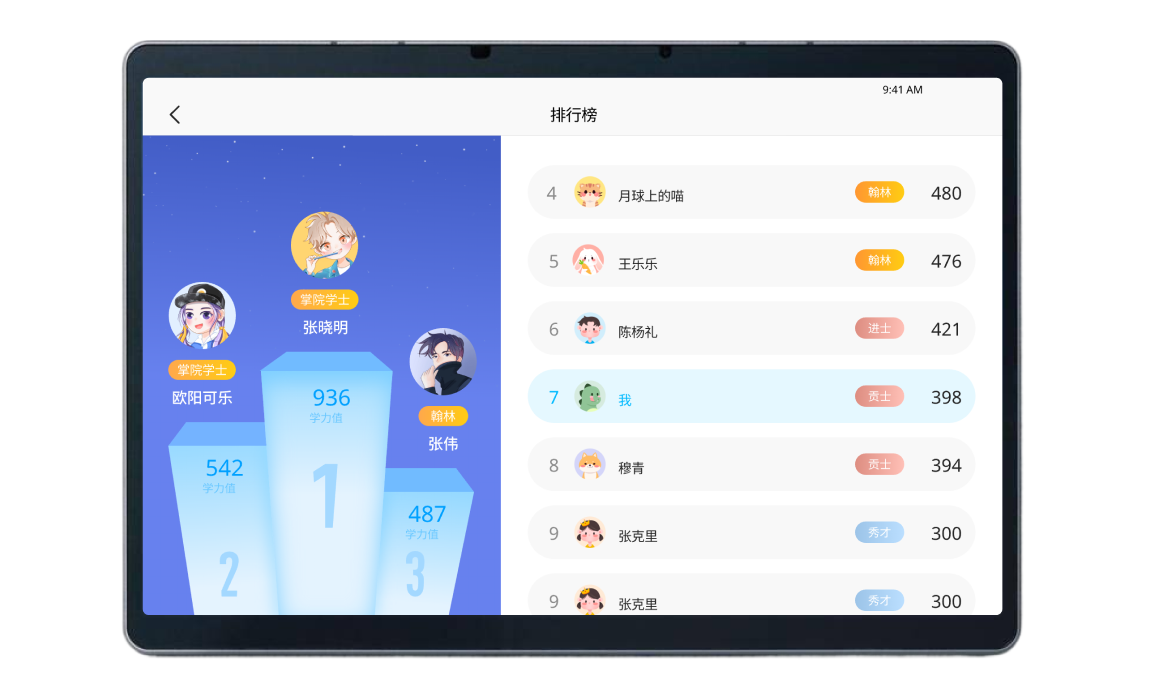 9:41 AM
排行榜
掌院学士
张晓明
掌院学士
欧阳可乐
翰林
张伟
936
学力值
1
542
学力值
2
487
学力值
3
4 月球上的喵 翰林 480
5 王乐乐 翰林 476
6 陈杨礼 进士 421
7 我 贡士 398
8 穆青 贡士 394
9 张克里 秀才 300
9 张克里 秀才 300